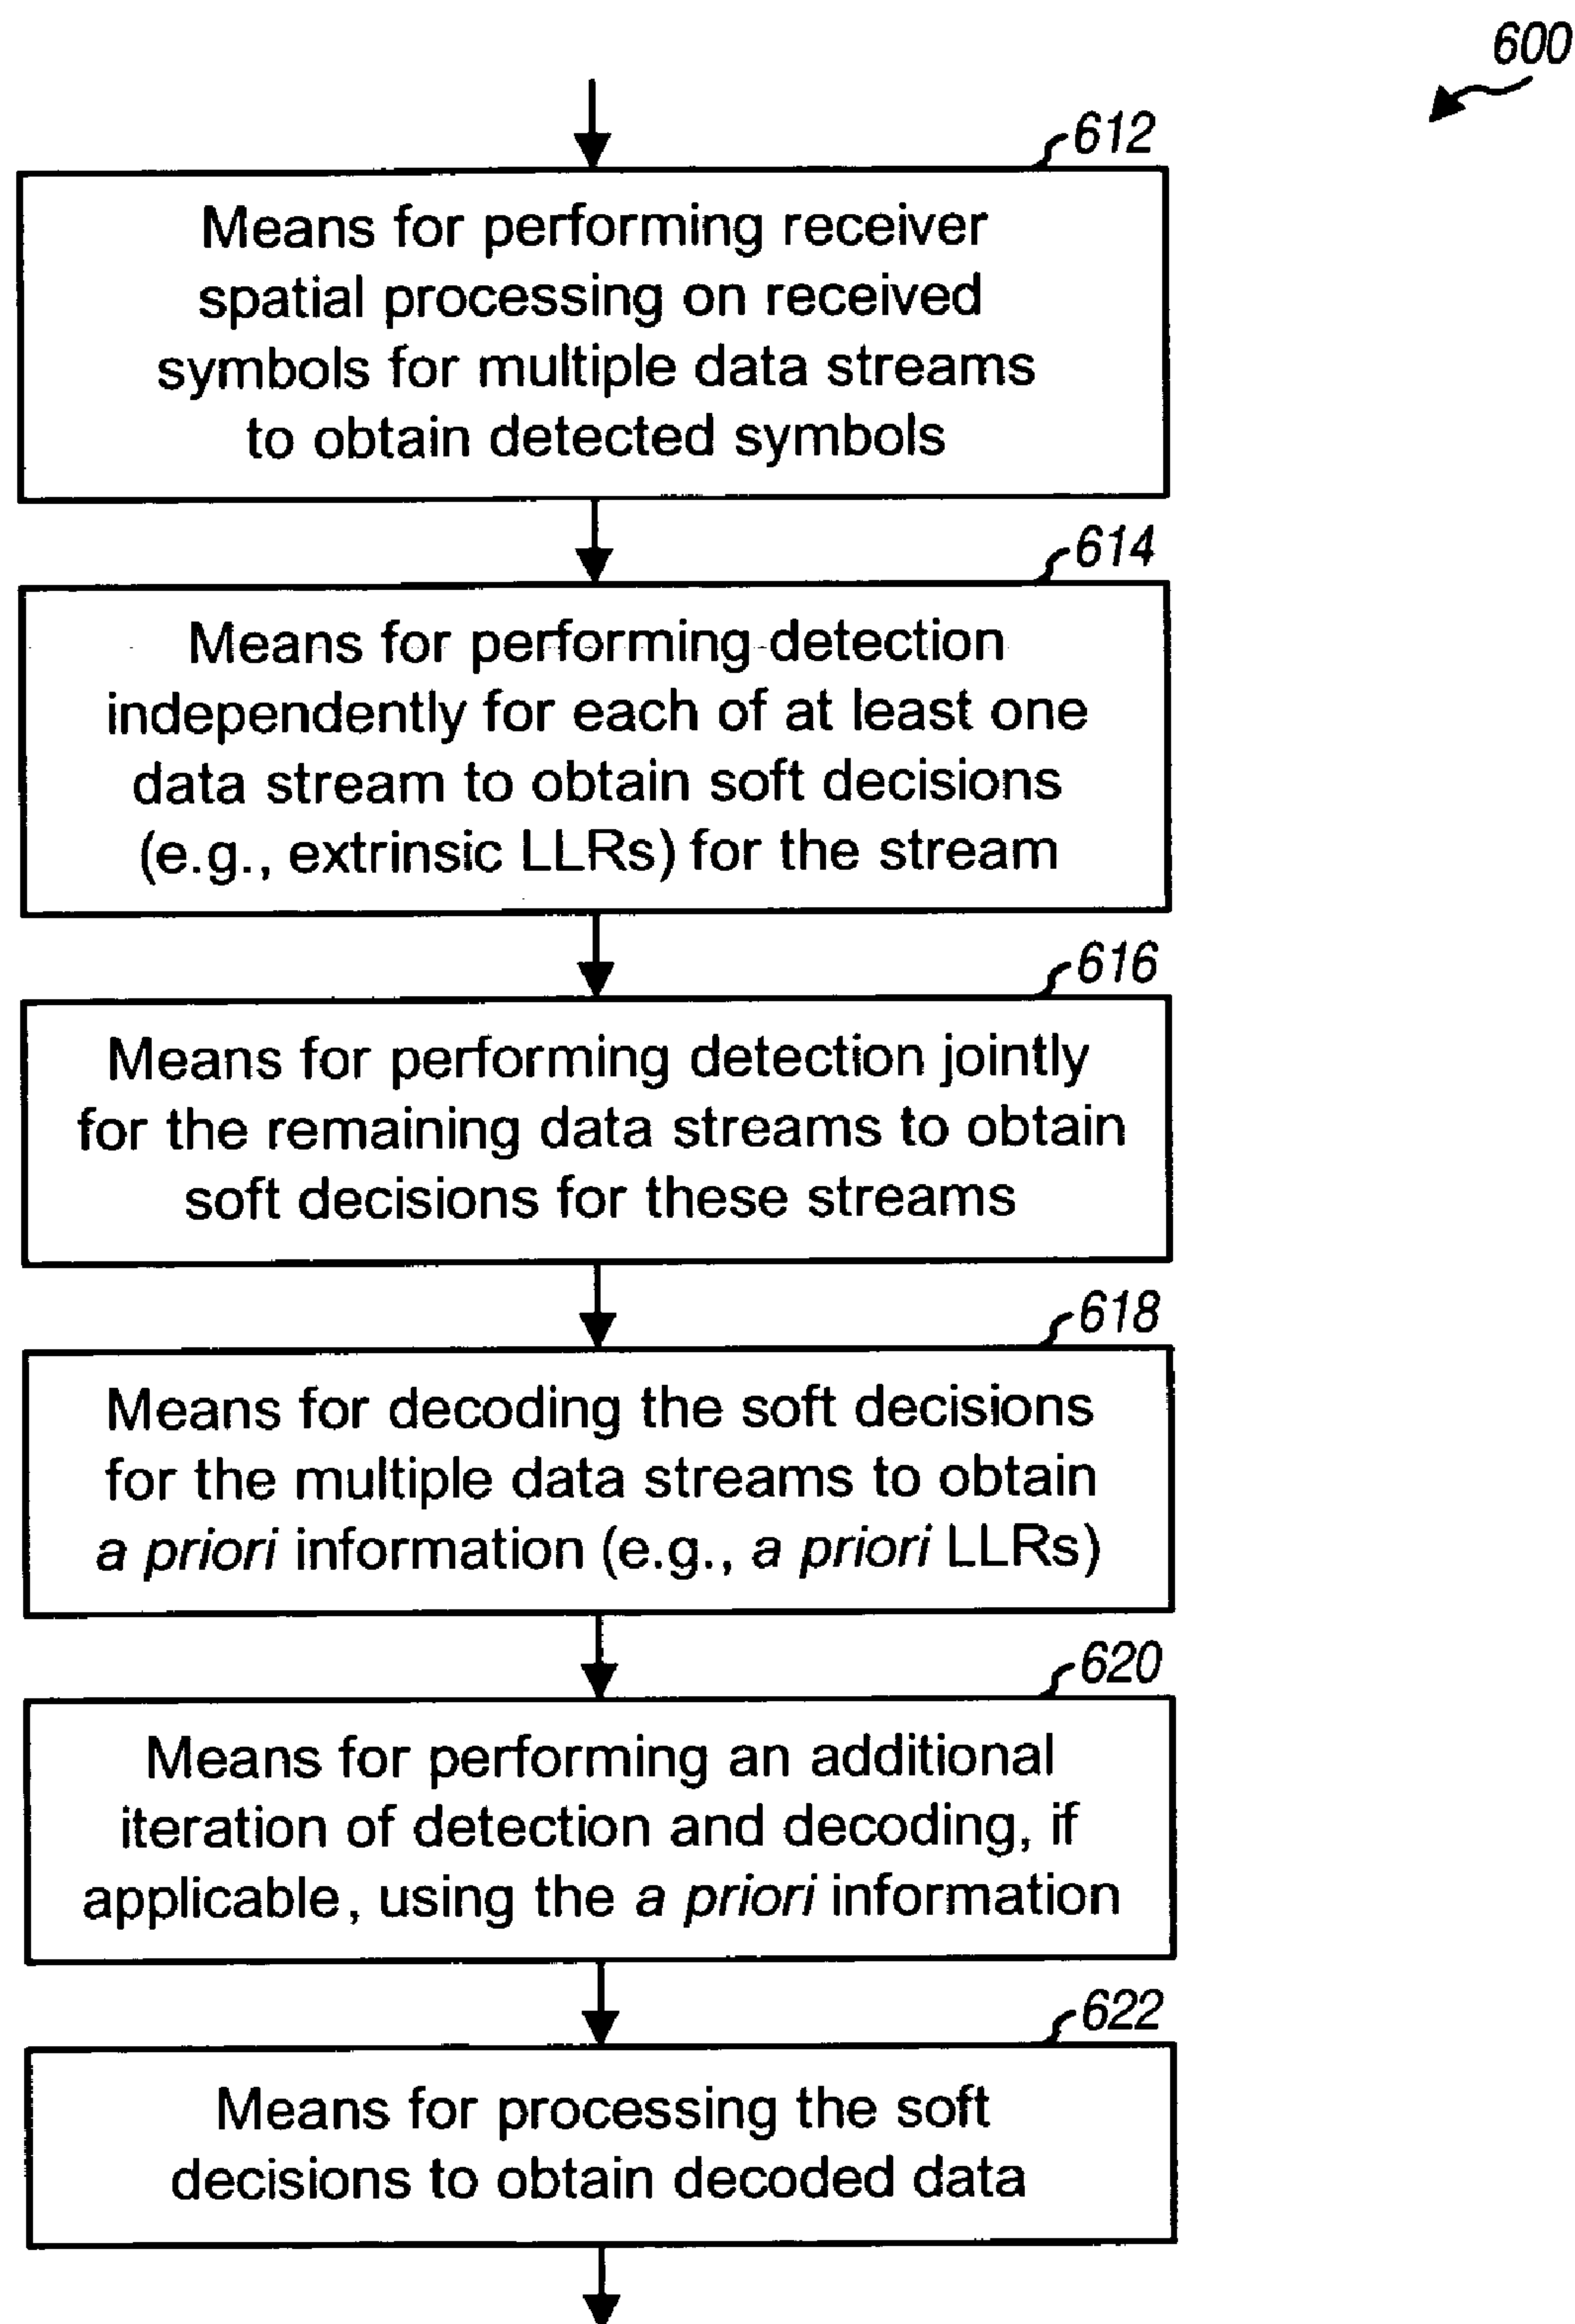 600
612
Means for performing receiver
spatial processing on received
symbols for multiple data streams
to obtain detected symbols
614
Means for performing detection
independently for each of at least one
data stream to obtain soft decisions
(e.g., extrinsic LLRs) for the stream
616
Means for performing detection jointly
for the remaining data streams to obtain
soft decisions for these streams
618
Means for decoding the soft decisions
for the multiple data streams to obtain
a priori information (e.g., a priori LLRs)
620
Means for performing an additional
iteration of detection and decoding, if
applicable, using the a priori information
622
Means for processing the soft
decisions to obtain decoded data